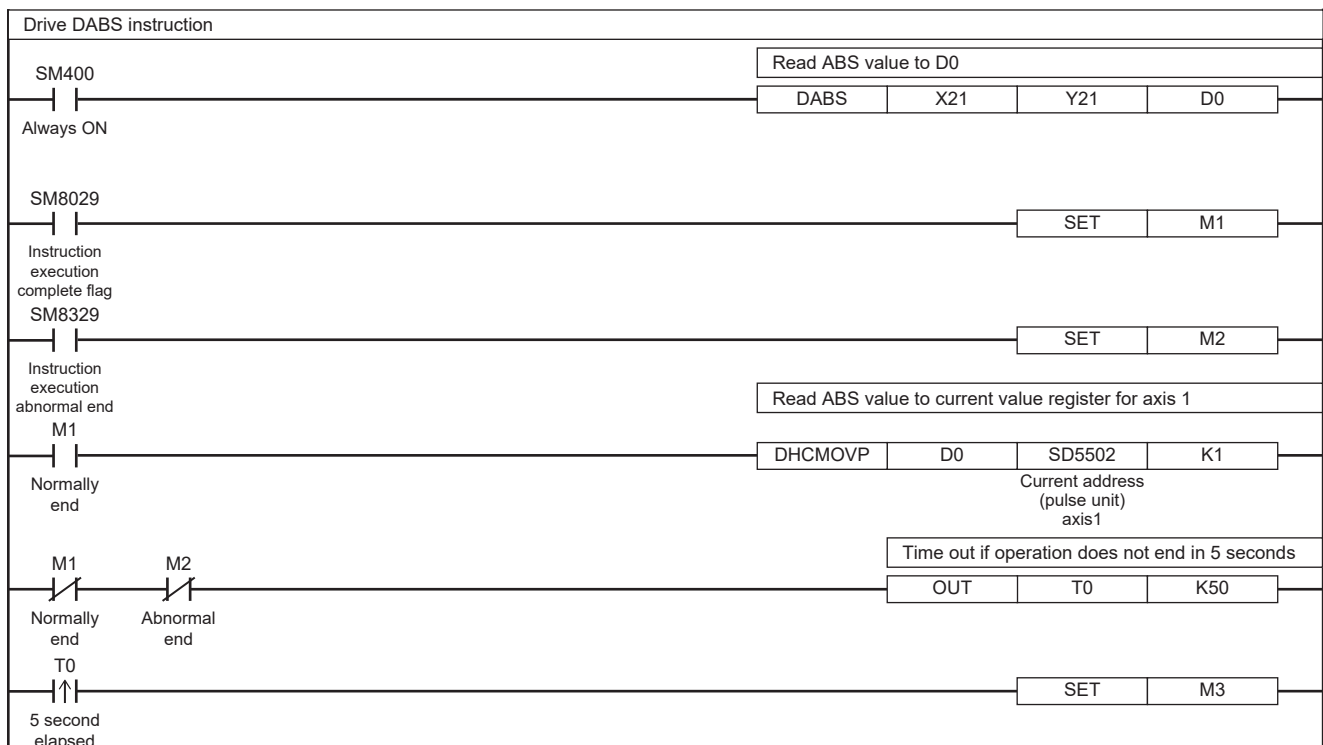 Drive DABS instruction
Read ABS value to D0
SM400
DABS X21 Y21 D0
Always ON
SM8029
SET M1
Instruction
execution
complete flag
SM8329
SET M2
Instruction
execution
abnormal end
Read ABS value to current value register for axis 1
M1
DHCMOVP D0 SD5502 K1
Normally
end
Current address
(pulse unit)
axis1
Time out if operation does not end in 5 seconds
M1 M2
OUT T0 K50
Normally
end
Abnormal
end
T0
SET M3
5 second
elapsed